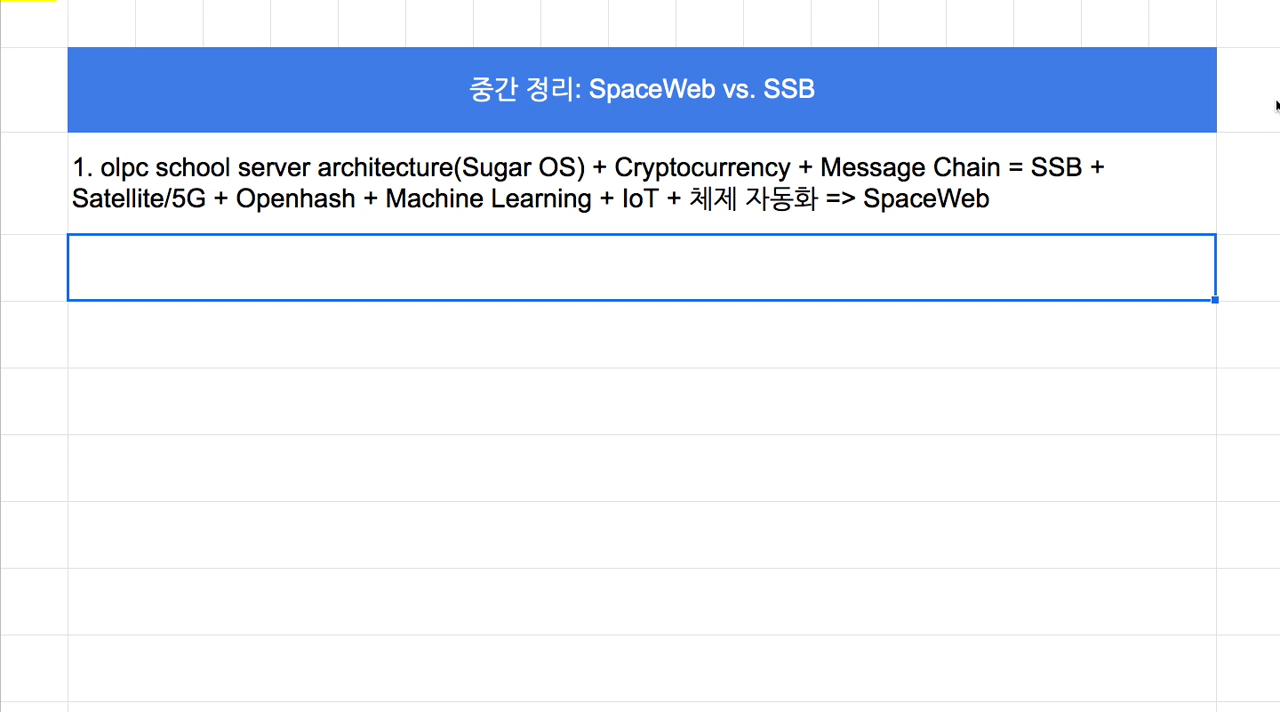 중간 정리: SpaceWeb vs. SSB
1. olpc school server architecture(Sugar OS) + Cryptocurrency + Message Chain = SSB +
Satellite/5G + Openhash + Machine Learning + IoT + 체제 자동화 => SpaceWeb